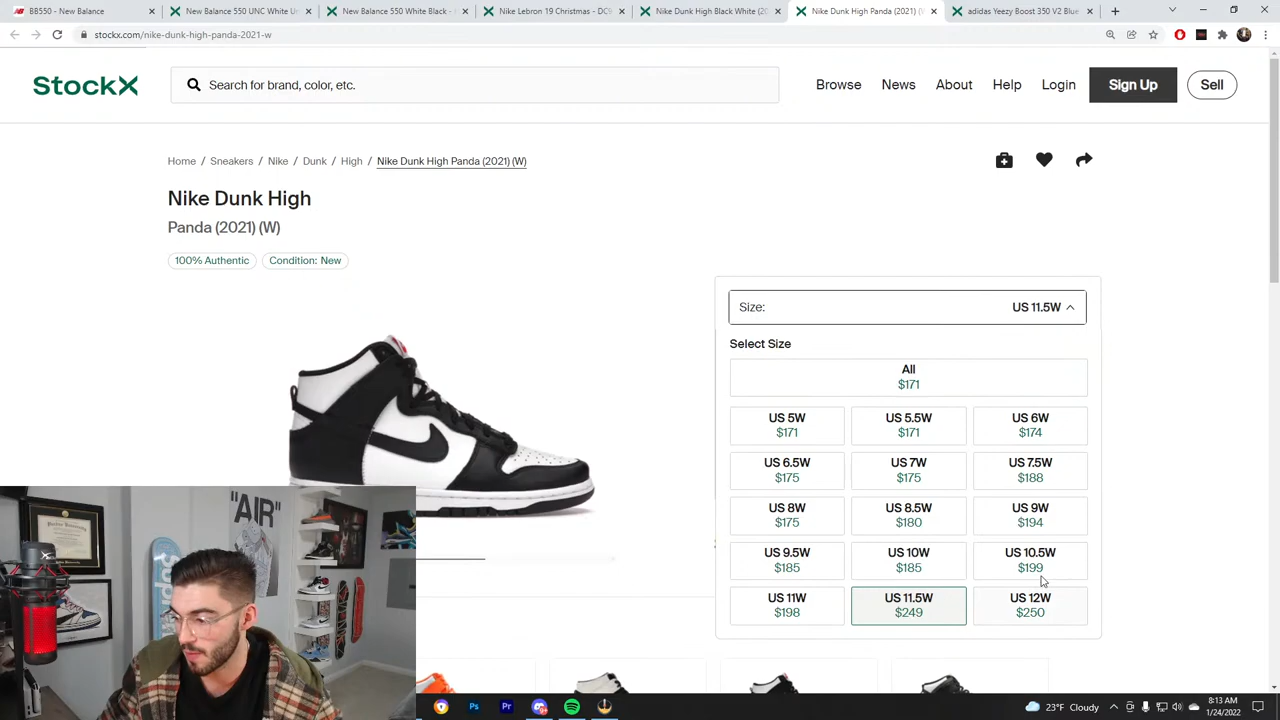 BB550 - New Balance
New Balance 550 UNC White Un
New Balance 550 White Black -
Nike Lebron 19 Christmas - DC9
Nike Dunk High Black White (20
Nike Dunk High Panda (2021) (W
adidas Yeezy Boost 350 V2 Blue
stockx.com/nike-dunk-high-panda-2021-w
StockX
Search for brand, color, etc.
Browse
News
About
Help
Login
Sign Up
Sell
Home / Sneakers / Nike / Dunk / High / Nike Dunk High Panda (2021) (W)
Nike Dunk High
Panda (2021) (W)
100% Authentic
Condition: New
Size:
US 11.5W
Select Size
All
$171
US 5W
$171
US 5.5W
$171
US 6W
$174
US 6.5W
$175
US 7W
$175
US 7.5W
$188
US 8W
$175
US 8.5W
$180
US 9W
$194
US 9.5W
$185
US 10W
$185
US 10.5W
$199
US 11W
$198
US 11.5W
$249
US 12W
$250
"AIR"
Ps
Pr
23°F Cloudy
8:13 AM
1/24/2022